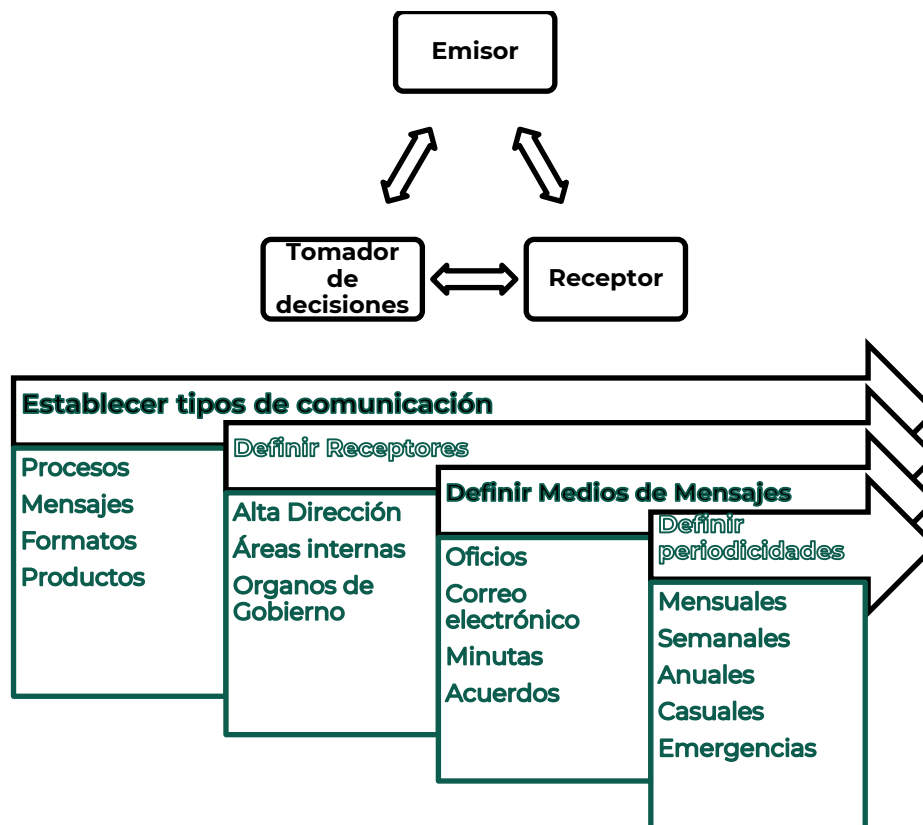 Emisor
Tomador
de
decisiones
Receptor
Establecer tipos de comunicación
Procesos
Mensajes
Formatos
Productos
Definir Receptores
Alta Dirección
Áreas internas
Organos de
Gobierno
Definir Medios de Mensajes
Oficios
Correo
electrónico
Minutas
Acuerdos
Definir
periodicidades
Mensuales
Semanales
Anuales
Casuales
Emergencias